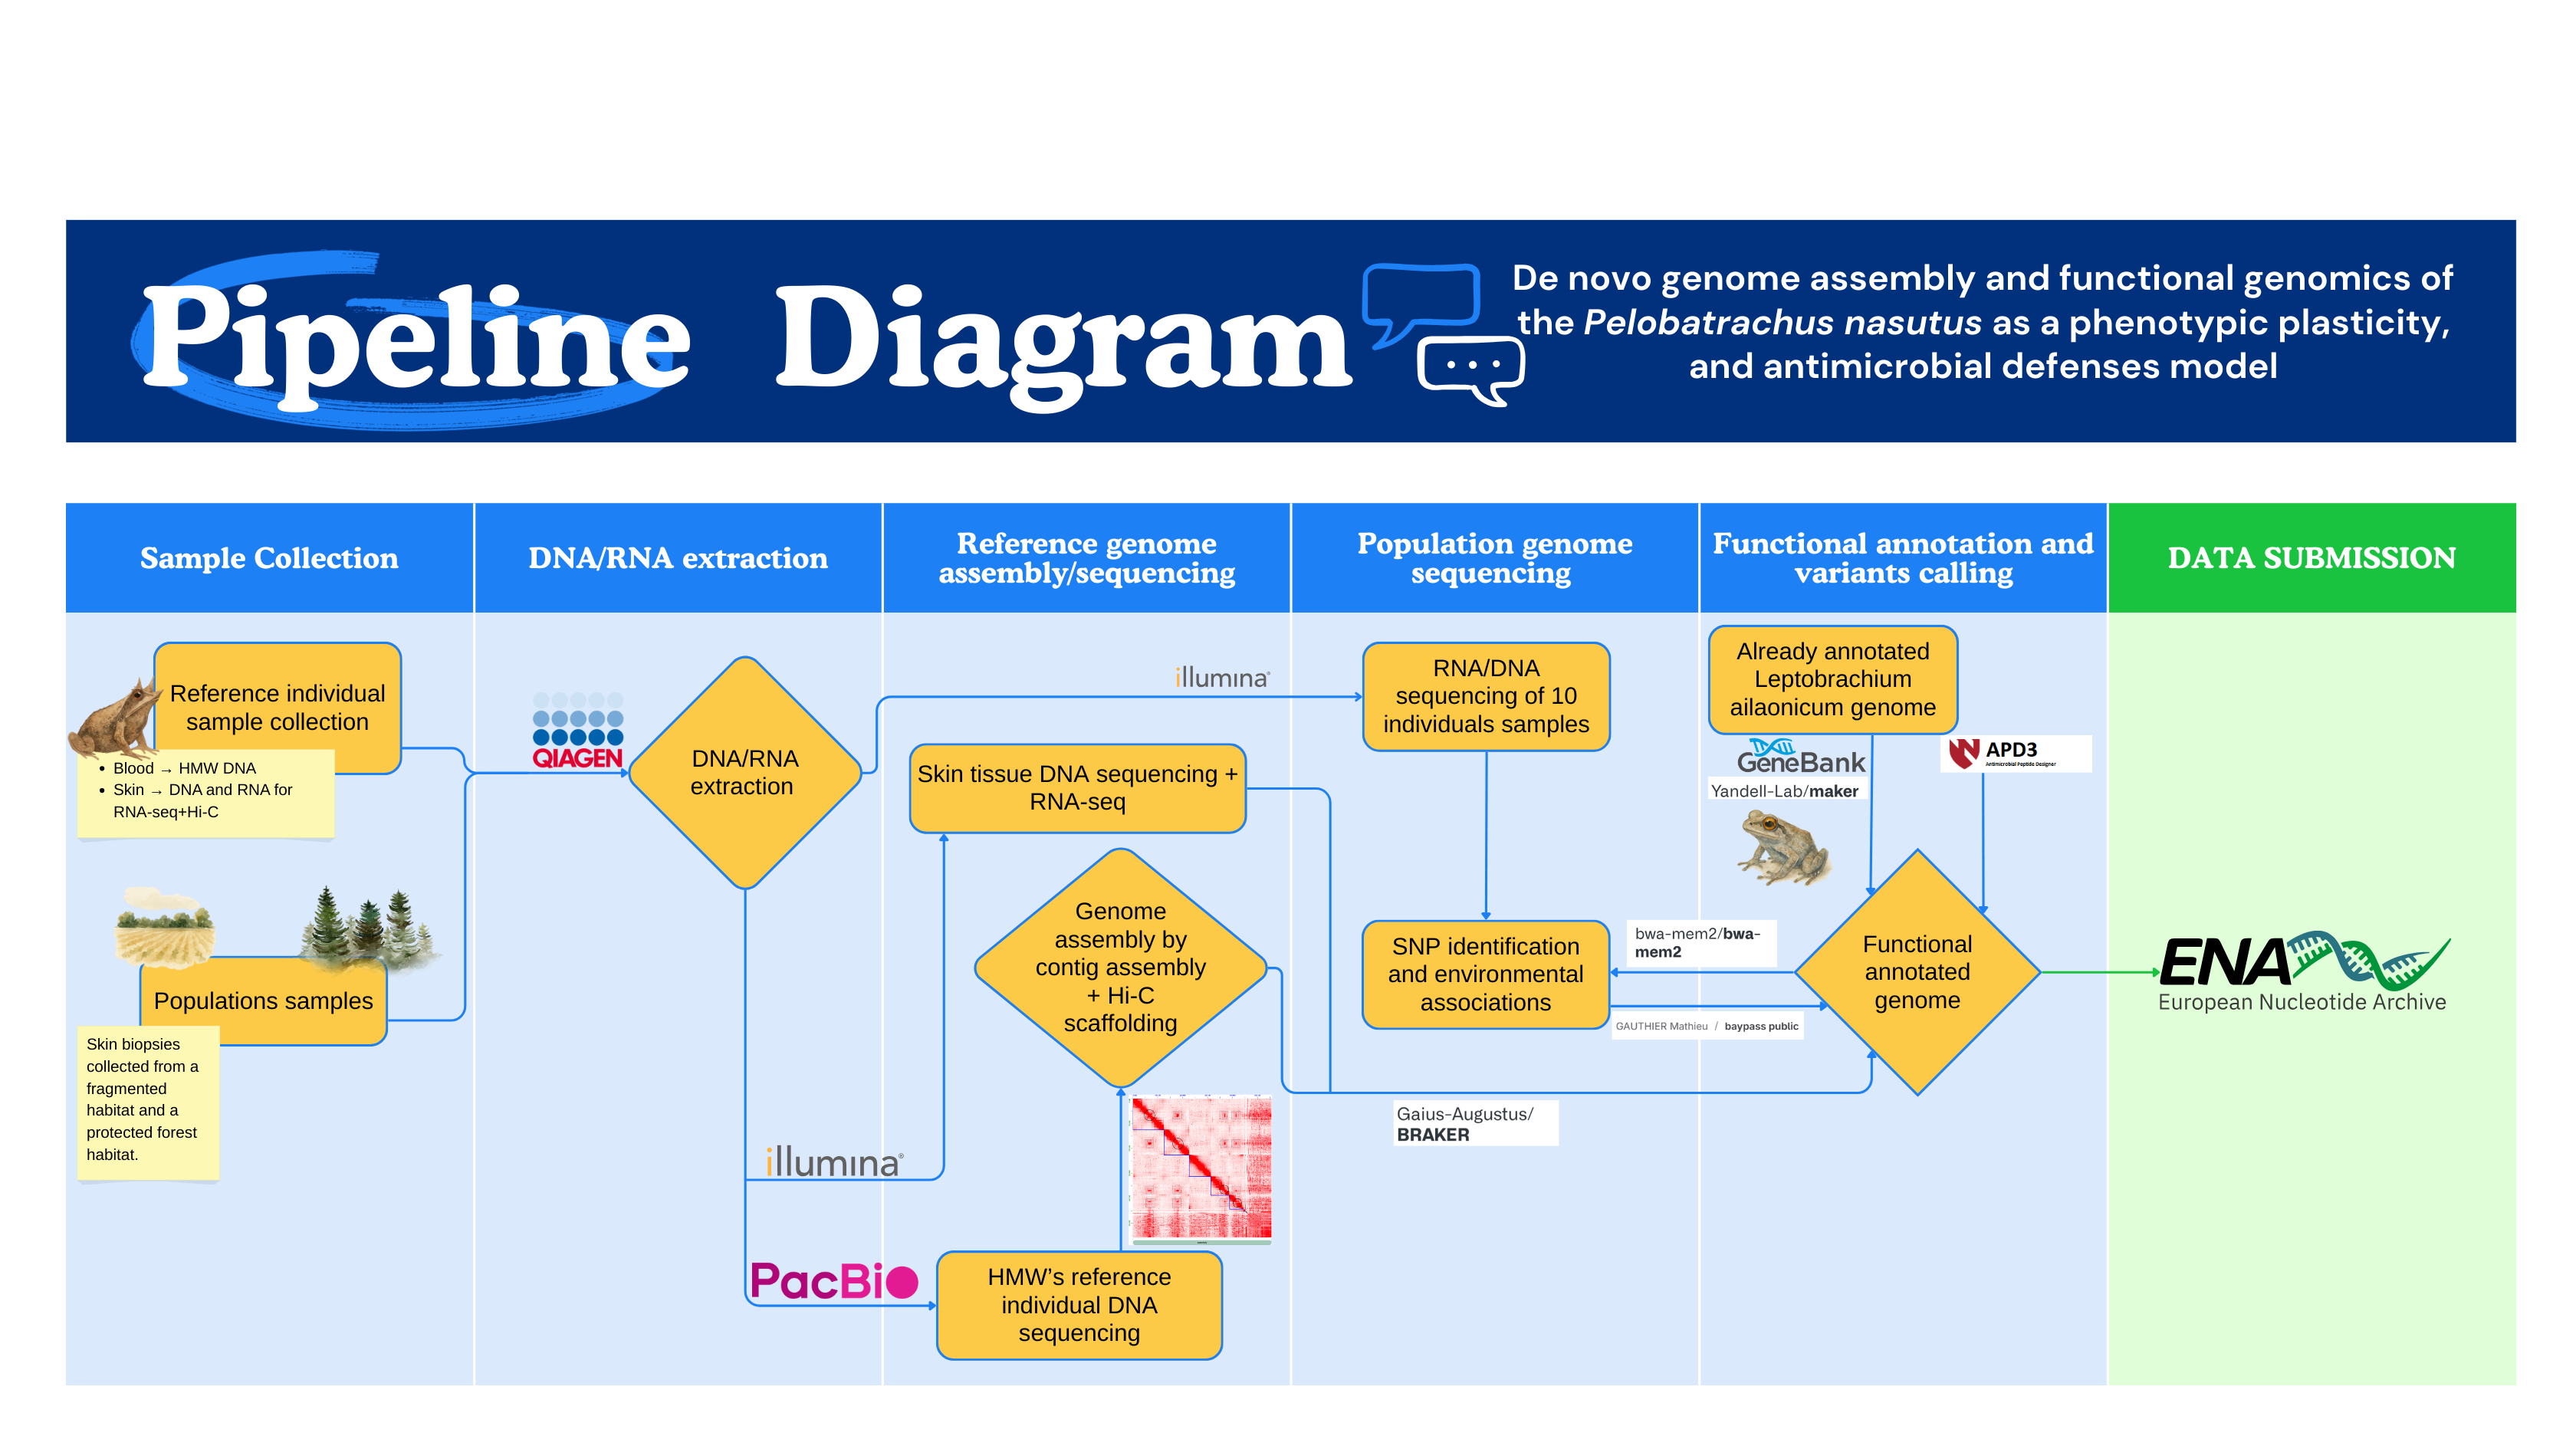 Pipeline Diagram
De novo genome assembly and functional genomics of
the Pelobatrachus nasutus as a phenotypic plasticity,
and antimicrobial defenses model
Sample Collection
DNA/RNA extraction
Reference genome
assembly/sequencing
Population genome
sequencing
Functional annotation and
variants calling
DATA SUBMISSION
Reference individual
sample collection
• Blood → HMW DNA
• Skin → DNA and RNA for
RNA-seq+Hi-C
Populations samples
Skin biopsies
collected from a
fragmented
habitat and a
protected forest
habitat.
QIAGEN
DNA/RNA
extraction
illumina®
illumina®
PacBio
Skin tissue DNA sequencing +
RNA-seq
Genome
assembly by
contig assembly
+ Hi-C
scaffolding
HMW's reference
individual DNA
sequencing
RNA/DNA
sequencing of 10
individuals samples
SNP identification
and environmental
associations
Gaius-Augustus/
BRAKER
Already annotated
Leptobrachium
ailaonicum genome
GeneBank
Yandell-Lab/maker
APD3
Antimicrobial Peptide Designer
bwa-mem2/bwa-
mem2
GAUTHIER Mathieu / baypass public
Functional
annotated
genome
ENA
European Nucleotide Archive